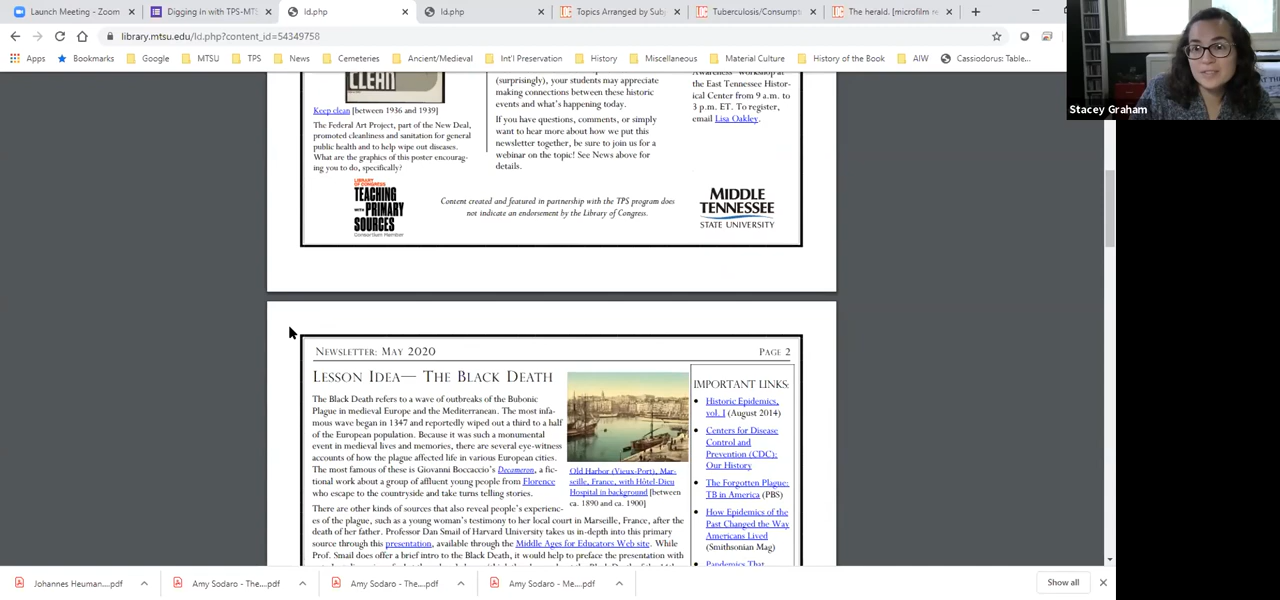 Launch Meeting - Zoom
Digging In with TPS-MTS
ld.php
ld.php
Topics Arranged by Subj
Tuberculosis/Consumpt
The herald. [microfilm re
library.mtsu.edu/ld.php?content_id=54349758
Apps
Bookmarks
Google
MTSU
TPS
News
Cemeteries
Ancient/Medieval
Int'l Preservation
History
Miscellaneous
Material Culture
History of the Book
AIW
Cassiodorus: Table...
Stacey Graham
CLEAN
Keep clean [between 1936 and 1939]
The Federal Art Project, part of the New Deal,
promoted cleanliness and sanitation for general
public health and to help wipe out diseases.
What are the graphics of this poster encourag-
ing you to do, specifically?
(surprisingly), your students may appreciate
making connections between these historic
events and what's happening today.
If you have questions, comments, or simply
want to hear more about how we put this
newsletter together, be sure to join us for a
webinar on the topic! See News above for
details.
Awareness" workshop at
the East Tennessee Histor-
ical Center from 9 a.m. to
3 p.m. ET. To register,
email Lisa Oakley.
LIBRARY
OF CONGRESS
TEACHING
WITH PRIMARY
SOURCES
Consortium Member
Content created and featured in partnership with the TPS program does
not indicate an endorsement by the Library of Congress.
MIDDLE
TENNESSEE
STATE UNIVERSITY
NEWSLETTER: MAY 2020
PAGE 2
LESSON IDEA— THE BLACK DEATH
The Black Death refers to a wave of outbreaks of the Bubonic
Plague in medieval Europe and the Mediterranean. The most infa-
mous wave began in 1347 and reportedly wiped out a third to a half
of the European population. Because it was such a monumental
event in medieval lives and memories, there are several eye-witness
accounts of how the plague affected life in various European cities.
The most famous of these is Giovanni Boccaccio's Decameron, a fic-
tional work about a group of affluent young people from Florence
who escape to the countryside and take turns telling stories.
There are other kinds of sources that also reveal people's experienc-
es of the plague, such as a young woman's testimony to her local court in Marseille, France, after the
death of her father. Professor Dan Smail of Harvard University takes us in-depth into this primary
source through this presentation, available through the Middle Ages for Educators Web site. While
Prof. Smail does offer a brief intro to the Black Death, it would help to preface the presentation with
Old Harbor (Vieux-Port), Mar-
seille, France, with Hôtel-Dieu
Hospital in background [between
ca. 1890 and ca. 1900]
IMPORTANT LINKS:
Historic Epidemics,
vol. I (August 2014)
Centers for Disease
Control and
Prevention (CDC):
Our History
The Forgotten Plague:
TB in America (PBS)
How Epidemics of the
Past Changed the Way
Americans Lived
(Smithsonian Mag)
Pandemics That
Johannes Heuman....pdf
Amy Sodaro - The....pdf
Amy Sodaro - The....pdf
Amy Sodaro - Me....pdf
Show all